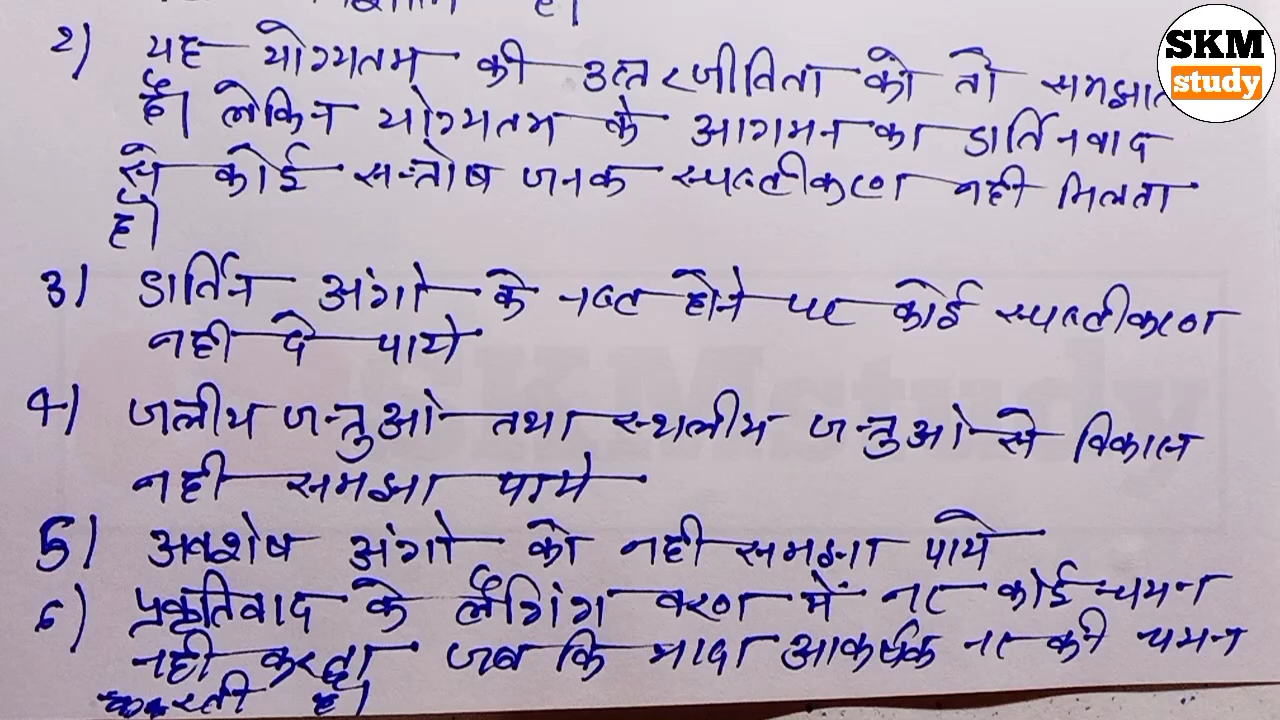 है।
2) यह योग्यतम की उत्तरजीविता को तो समझाता
SKM
study
है। लेकिन योग्यतम के आगमन का डार्विनवाद
से कोई सन्तोष जनक स्पष्टीकरण नही मिलता
है।
3) डार्विन अंगो के नष्ट होने पर कोई स्पष्टीकरण
नही दे पाये
4) जलीय जन्तुओ तथा स्थलीय जन्तुओ से विकास
नही समझा पाये
5) अवशेष अंगो को नही समझा पाये
6) प्रकृतिवाद के लैंगिंग वरण में नर कोई चयन
नही करता जब कि मादा आकर्षक नर की चयन
करती है।